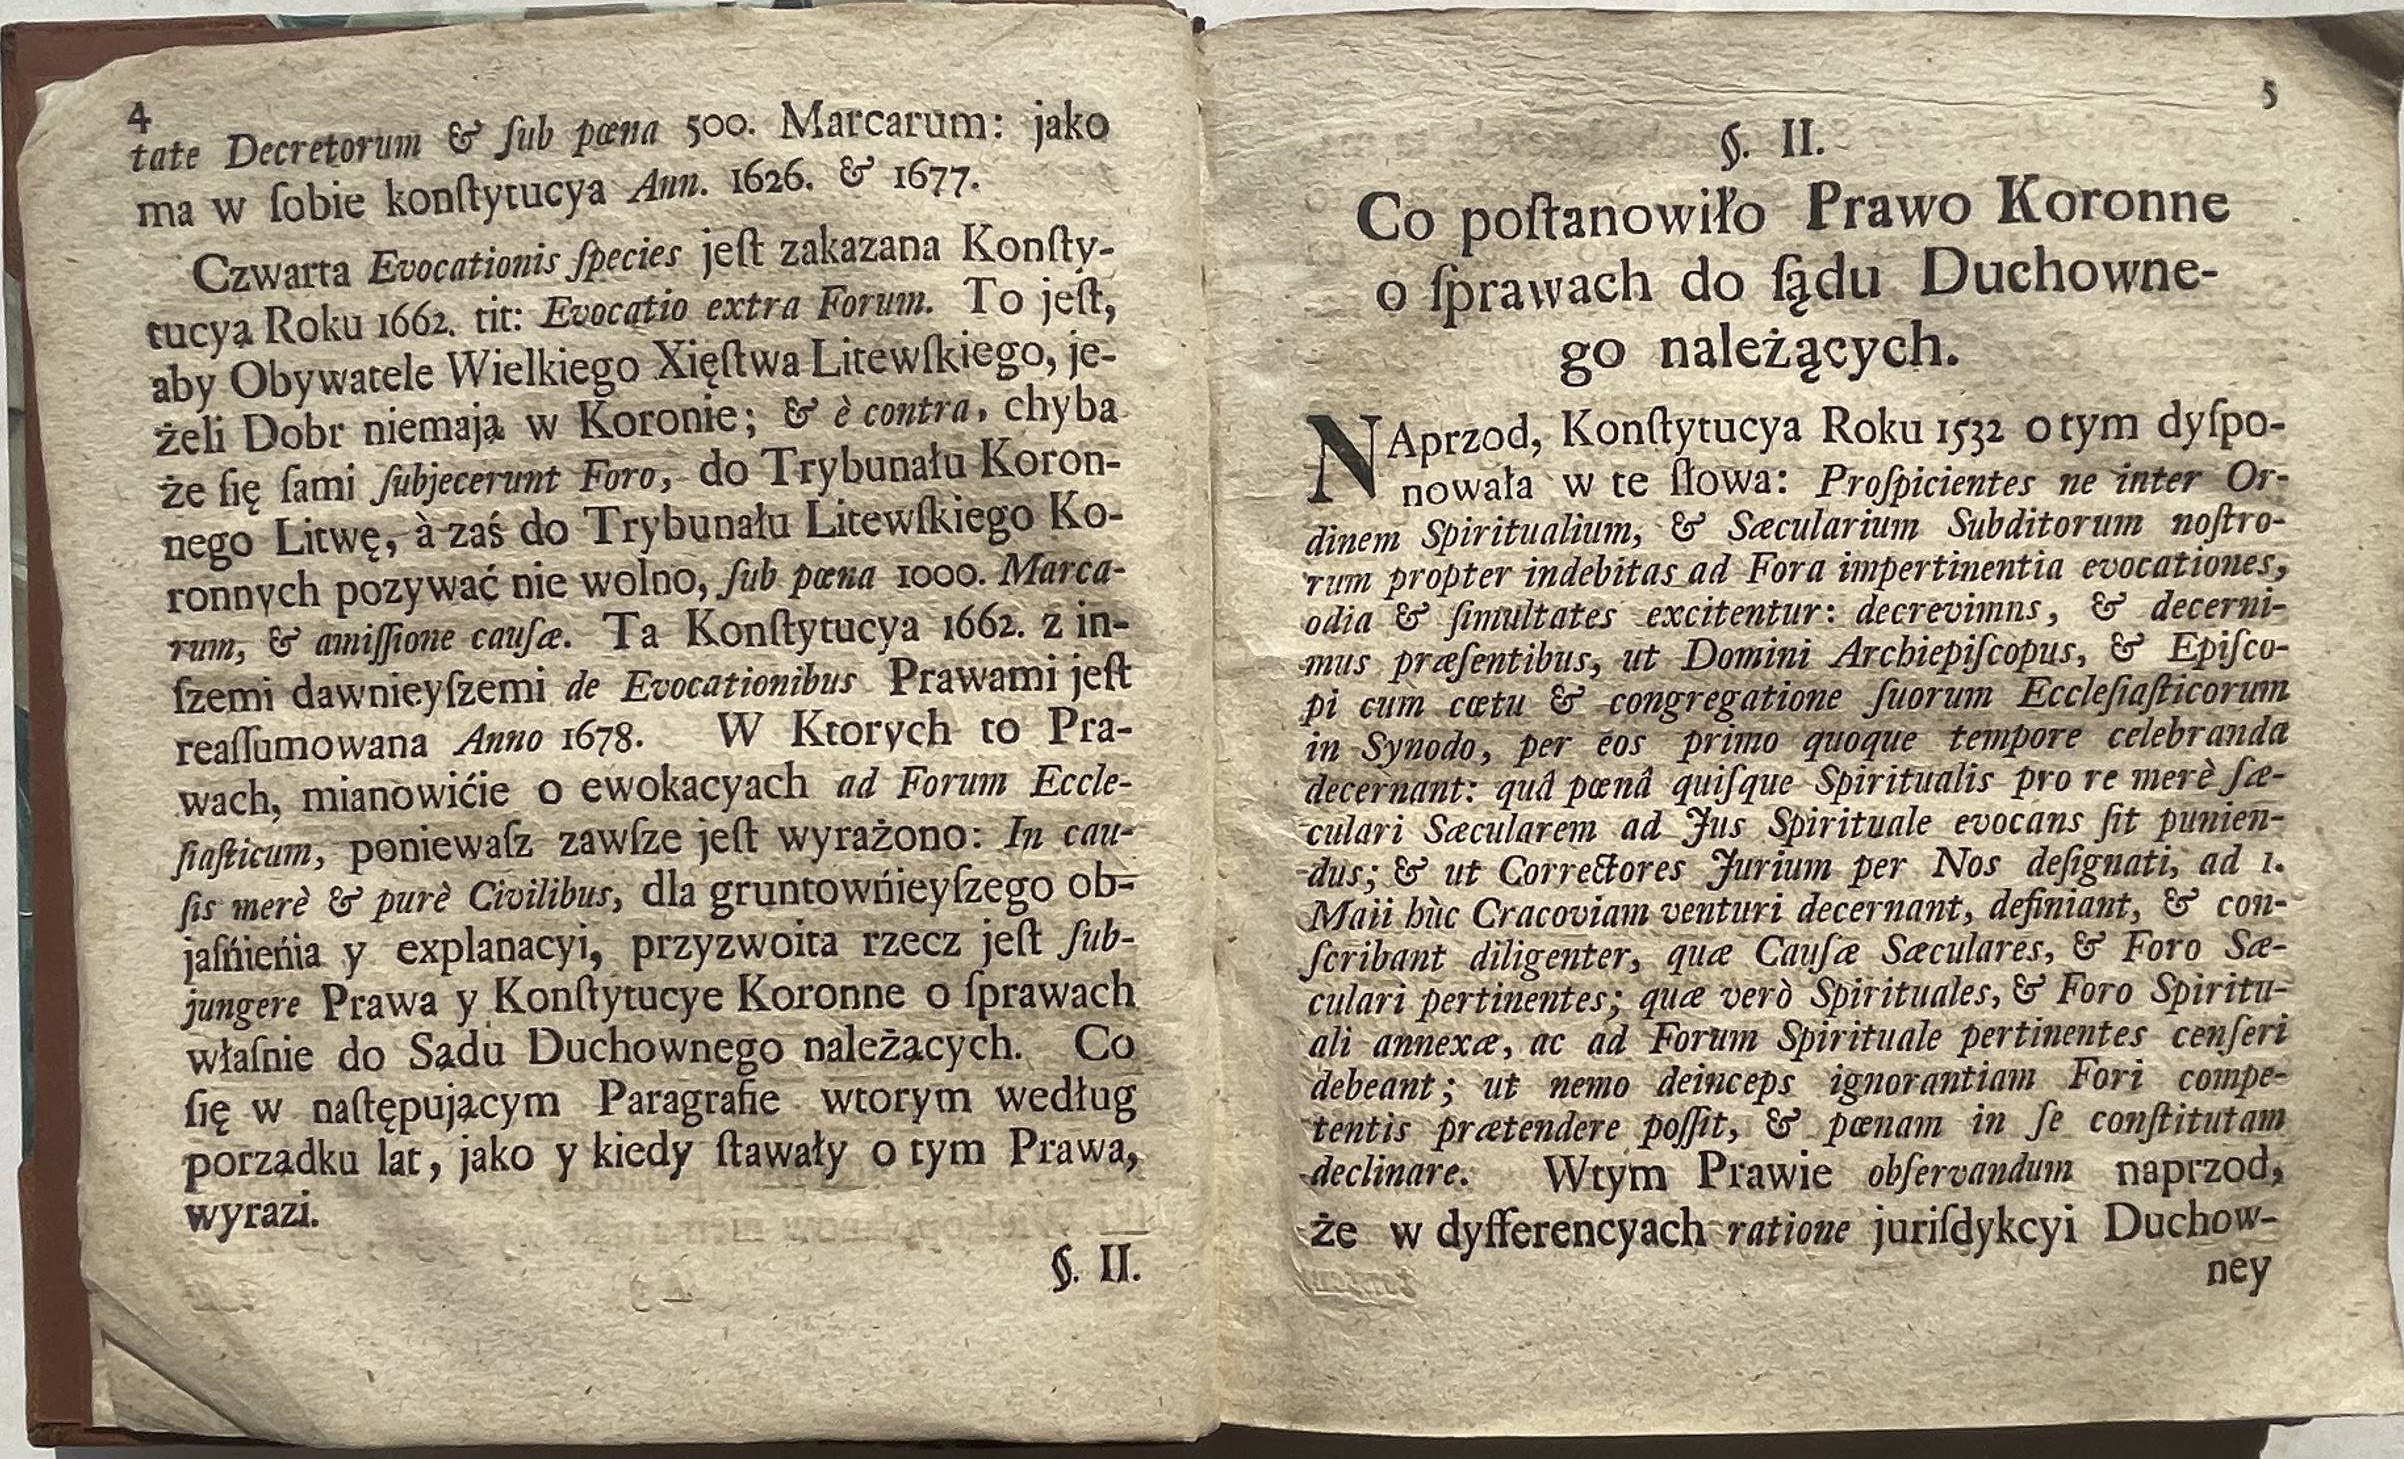 4
tate Decretorum & ſub pœna 500. Marcarum: jako
ma w ſobie konſtytucya Ann. 1626. & 1677.
Czwarta Evocationis ſpecies jeſt zakazana Konſty-
tucyą Roku 1662. tit: Evocatio extra Forum. To jeſt,
aby Obywatele Wielkiego Xięſtwa Litewſkiego, je-
żeli Dobr niemają w Koronie; & è contra, chyba
że ſię ſami ſubjecerunt Foro, do Trybunału Koron-
nego Litwę, à zaś do Trybunału Litewſkiego Ko-
ronnych pozywać nie wolno, ſub pœna 1000. Marca-
rum, & amiſſione cauſæ. Ta Konſtytucya 1662. z in-
ſzemi dawnieyſzemi de Evocationibus Prawami jeſt
reaſſumowana Anno 1678. W Ktorych to Pra-
wach, mianowićie o ewokacyach ad Forum Eccle-
ſiaſticum, poniewaſz zawſze jeſt wyrażono: In cau-
ſis merè & purè Civilibus, dla gruntowńieyſzego ob-
jaſńieńia y explanacyi, przyzwoita rzecz jeſt ſub-
jungere Prawa y Konſtytucye Koronne o ſprawach
właſnie do Sądu Duchownego należących. Co
ſię w naſtępującym Paragrafie wtorym według
porządku lat, jako y kiedy ſtawały o tym Prawa,
wyrazi.
§. II.
5
§. II.
Co poſtanowiło Prawo Koronne
o ſprawach do ſądu Duchowne-
go należących.
NAprzod, Konſtytucya Roku 1532 o tym dyſpo-
nowała w te ſłowa: Proſpicientes ne inter Or-
dinem Spiritualium, & Sæcularium Subditorum noſtro-
rum propter indebitas ad Fora impertinentia evocationes,
odia & ſimultates excitentur: decrevimns, & decerni-
mus præſentibus, ut Domini Archiepiſcopus, & Epiſco-
pi cum cœtu & congregatione ſuorum Eccleſiaſticorum
in Synodo, per eos primo quoque tempore celebranda
decernant: quâ pœnâ quiſque Spiritualis pro re merè ſæ-
culari Sæcularem ad Jus Spirituale evocans ſit punien-
dus; & ut Correctores Jurium per Nos deſignati, ad 1.
Maii hùc Cracoviam venturi decernant, definiant, & con-
ſcribant diligenter, quæ Cauſæ Sæculares, & Foro Sæ-
culari pertinentes; quæ verò Spirituales, & Foro Spiritu-
ali annexæ, ac ad Forum Spirituale pertinentes cenſeri
debeant; ut nemo deinceps ignorantiam Fori compe-
tentis prætendere poſſit, & pœnam in ſe conſtitutam
declinare. Wtym Prawie obſervandum naprzod,
że w dyfferencyach ratione juriſdykcyi Duchow-
ney